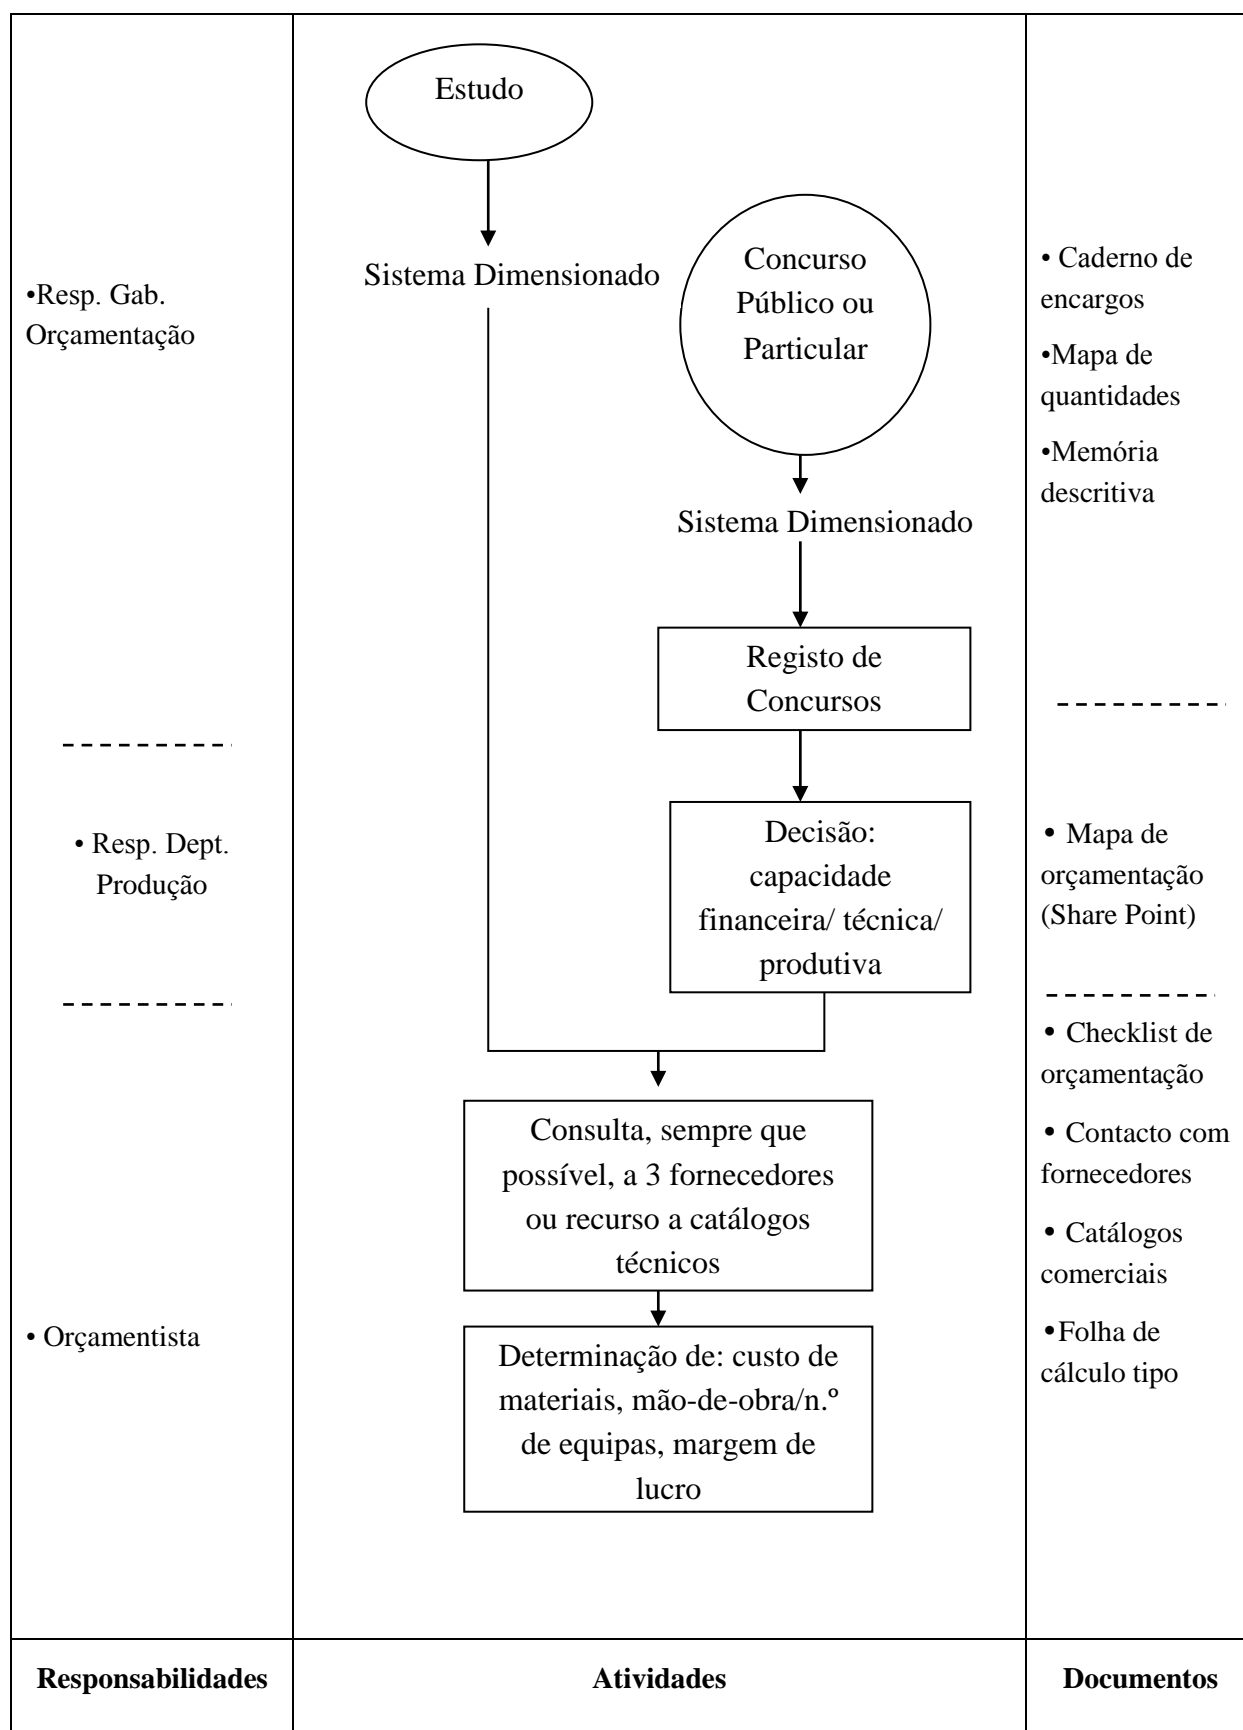 Estudo
Sistema Dimensionado
Concurso
Público ou
Particular
Sistema Dimensionado
Registo de
Concursos
Decisão:
capacidade
financeira/ técnica/
produtiva
Consulta, sempre que
possível, a 3 fornecedores
ou recurso a catálogos
técnicos
Determinação de: custo de
materiais, mão-de-obra/n.º
de equipas, margem de
lucro
•Resp. Gab.
Orçamentação
• Resp. Dept.
Produção
• Orçamentista
• Caderno de
encargos
•Mapa de
quantidades
•Memória
descritiva
• Mapa de
orçamentação
(Share Point)
• Checklist de
orçamentação
• Contacto com
fornecedores
• Catálogos
comerciais
•Folha de
cálculo tipo
Responsabilidades
Atividades
Documentos